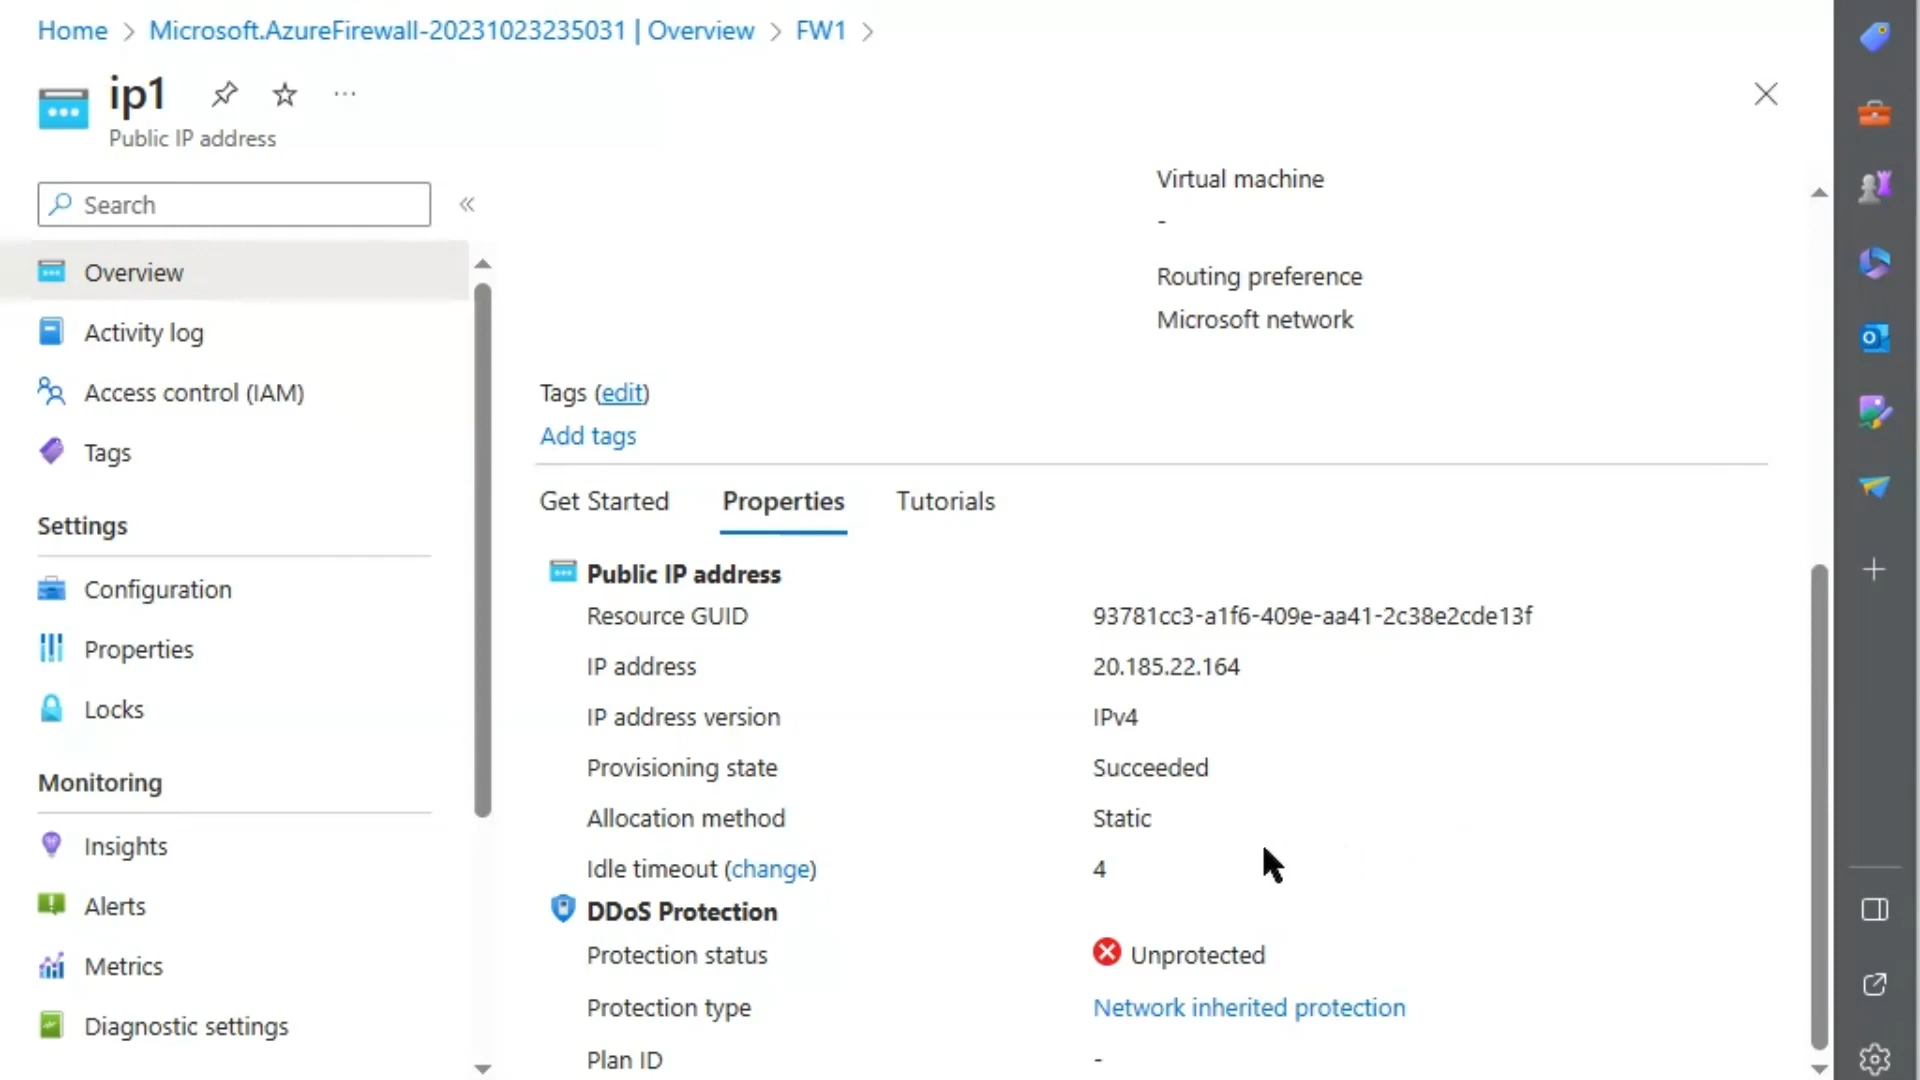 Home > Microsoft.AzureFirewall-20231023235031 | Overview > FW1 >
ip1
Public IP address
Search
Overview
Activity log
Access control (IAM)
Tags
Settings
Configuration
Properties
Locks
Monitoring
Insights
Alerts
Metrics
Diagnostic settings
Virtual machine
-
Routing preference
Microsoft network
Tags (edit)
Add tags
Get Started Properties Tutorials
Public IP address
Resource GUID 93781cc3-a1f6-409e-aa41-2c38e2cde13f
IP address 20.185.22.164
IP address version IPv4
Provisioning state Succeeded
Allocation method Static
Idle timeout (change) 4
DDoS Protection
Protection status Unprotected
Protection type Network inherited protection
Plan ID -